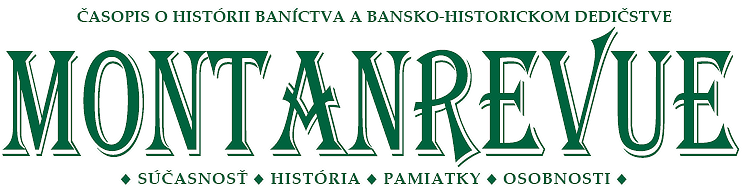 ČASOPIS O HISTÓRII BANÍCTVA A BANSKO-HISTORICKOM DEDIČSTVE
MONTANREVUE
♦ SÚČASNOSŤ ♦ HISTÓRIA ♦ PAMIATKY ♦ OSOBNOSTI ♦